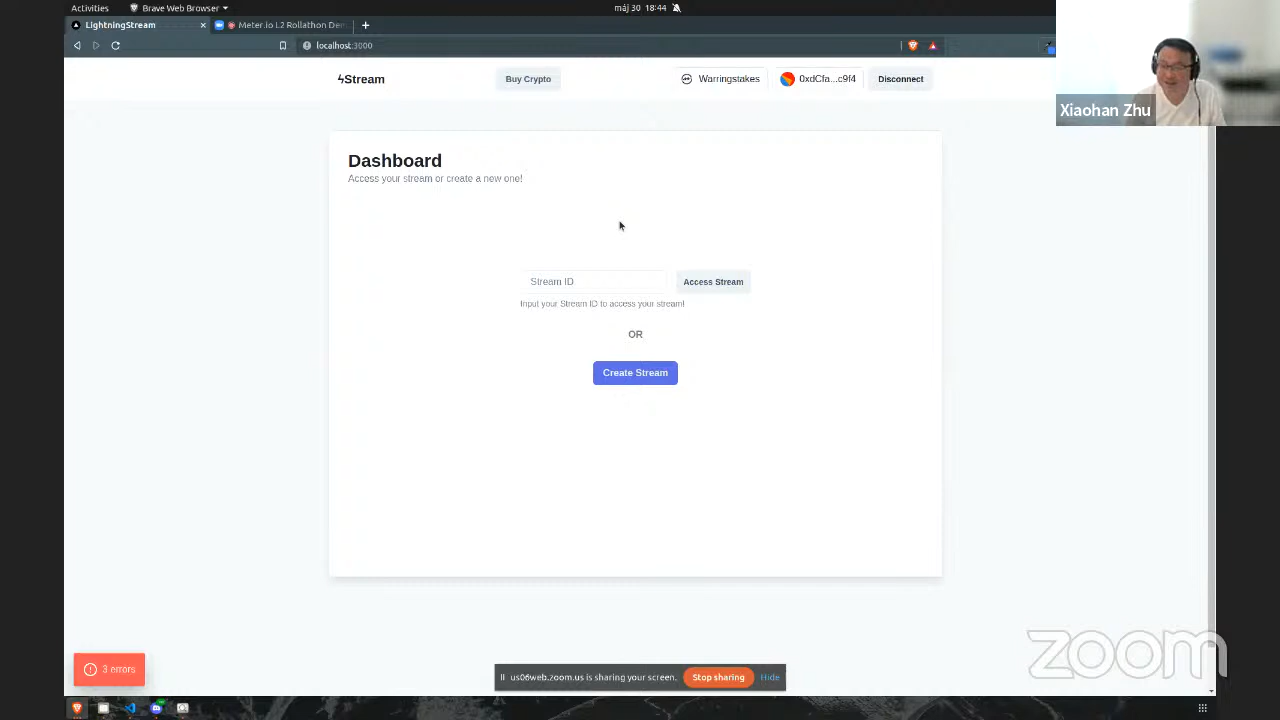 Activities
Brave Web Browser
máj 30 18:44
LightningStream
Meter.io L2 Rollathon Dem
localhost:3000
Stream
Buy Crypto
Warringstakes
0xdCfa...c9f4
Disconnect
Xiaohan Zhu
Dashboard
Access your stream or create a new one!
Stream ID
Access Stream
Input your Stream ID to access your stream!
OR
Create Stream
3 errors
us06web.zoom.us is sharing your screen.
Stop sharing
Hide
zoom